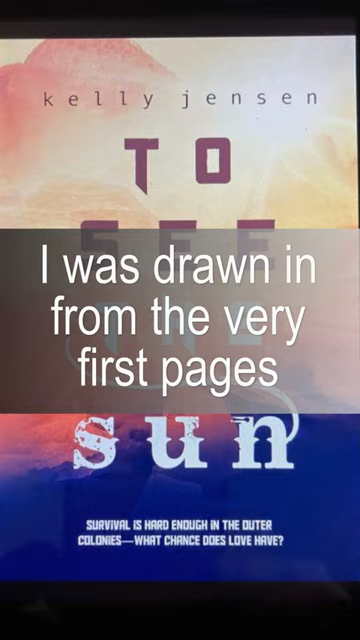 kelly jensen
TO
SEE
I was drawn in
from the very
first pages
sun
SURVIVAL IS HARD ENOUGH IN THE OUTER
COLONIES—WHAT CHANCE DOES LOVE HAVE?